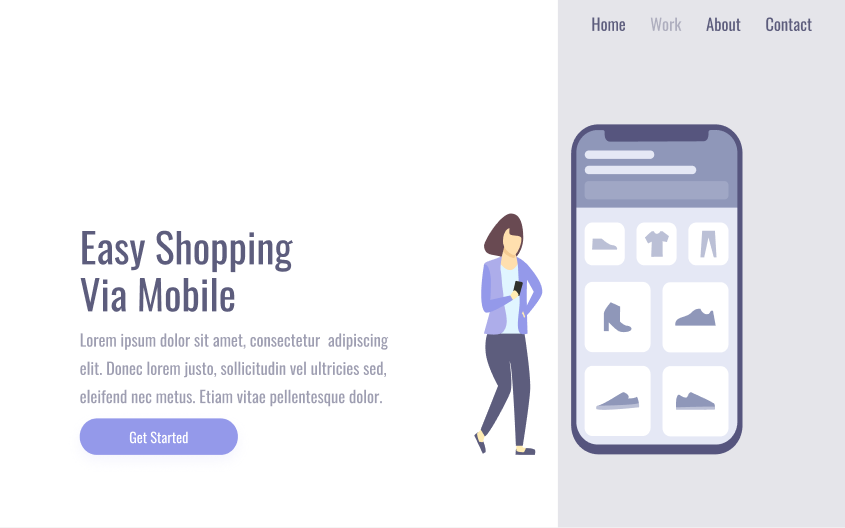 Home Work About Contact
Easy Shopping
Via Mobile
Lorem ipsum dolor sit amet, consectetur  adipiscing
elit. Donec lorem justo, sollicitudin vel ultricies sed,
eleifend nec metus. Etiam vitae pellentesque dolor.
Get Started